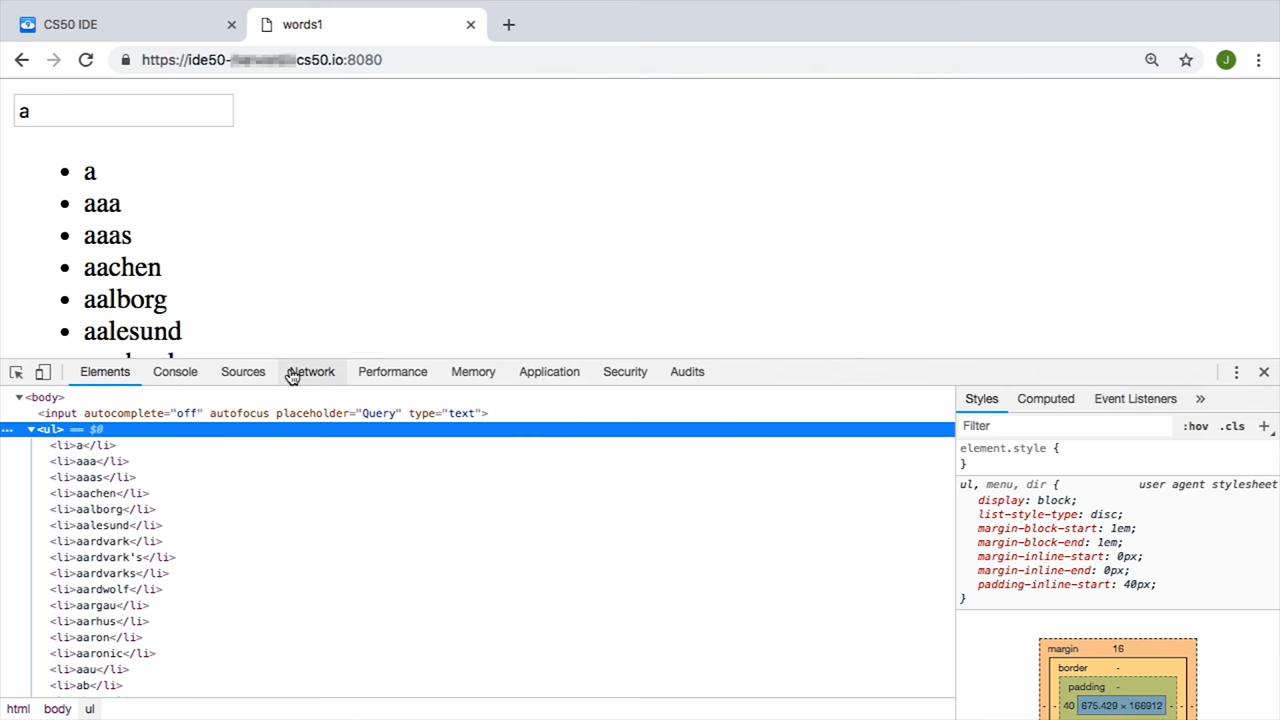 CS50 IDE
words1
https://ide50-
cs50.io:8080
J
a
a
aaa
aaas
aachen
aalborg
aalesund
Elements Console Sources Network Performance Memory Application Security Audits
<body>
<input autocomplete="off" autofocus placeholder="Query" type="text">
<ul> == $0
<li>a</li>
<li>aaa</li>
<li>aaas</li>
<li>aachen</li>
<li>aalborg</li>
<li>aalesund</li>
<li>aardvark</li>
<li>aardvark's</li>
<li>aardvarks</li>
<li>aardwolf</li>
<li>aargau</li>
<li>aarhus</li>
<li>aaron</li>
<li>aaronic</li>
<li>aau</li>
<li>ab</li>
html body ul
Styles Computed Event Listeners »
Filter :hov .cls +
element.style {
}
ul, menu, dir { user agent stylesheet
display: block;
list-style-type: disc;
margin-block-start: 1em;
margin-block-end: 1em;
margin-inline-start: 0px;
margin-inline-end: 0px;
padding-inline-start: 40px;
}
margin 16
border -
padding -
- - 40 675.429 × 166912 - - -